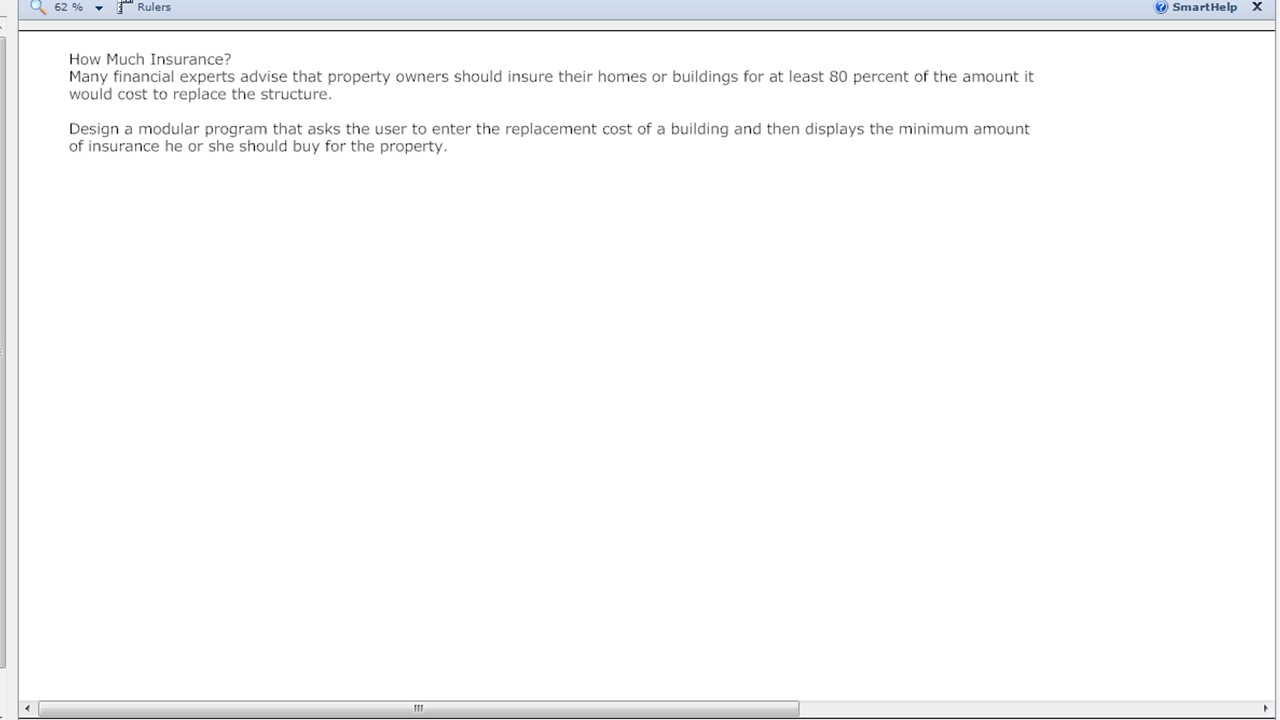 62 % Rulers SmartHelp X
How Much Insurance?
Many financial experts advise that property owners should insure their homes or buildings for at least 80 percent of the amount it
would cost to replace the structure.
Design a modular program that asks the user to enter the replacement cost of a building and then displays the minimum amount
of insurance he or she should buy for the property.